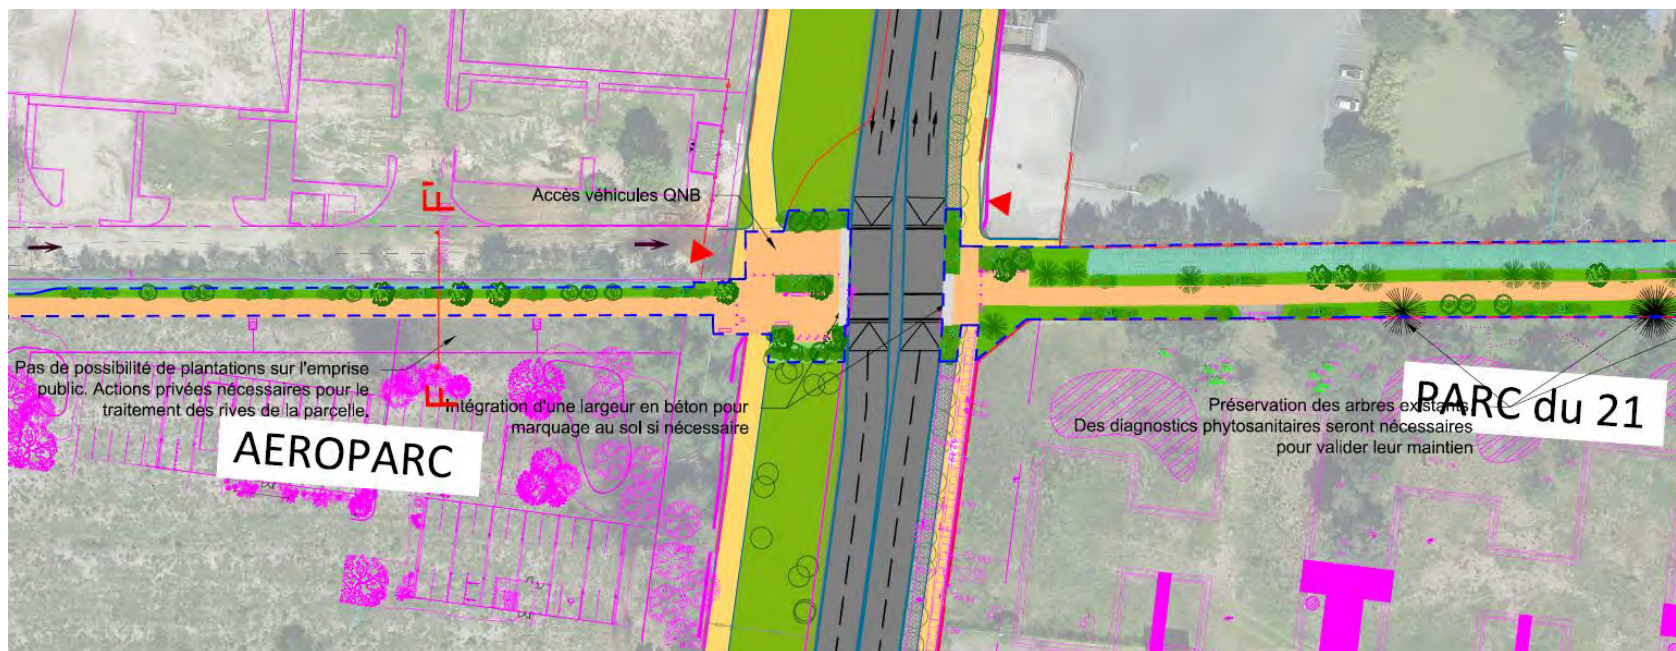 F'
Accès véhicules QNB
Pas de possibilité de plantations sur l'emprise
public. Actions privées nécessaires pour le
traitement des rives de la parcelle.
F
Intégration d'une largeur en béton pour
marquage au sol si nécessaire
AEROPARC
PARC du 21
Préservation des arbres existants.
Des diagnostics phytosanitaires seront nécessaires
pour valider leur maintien